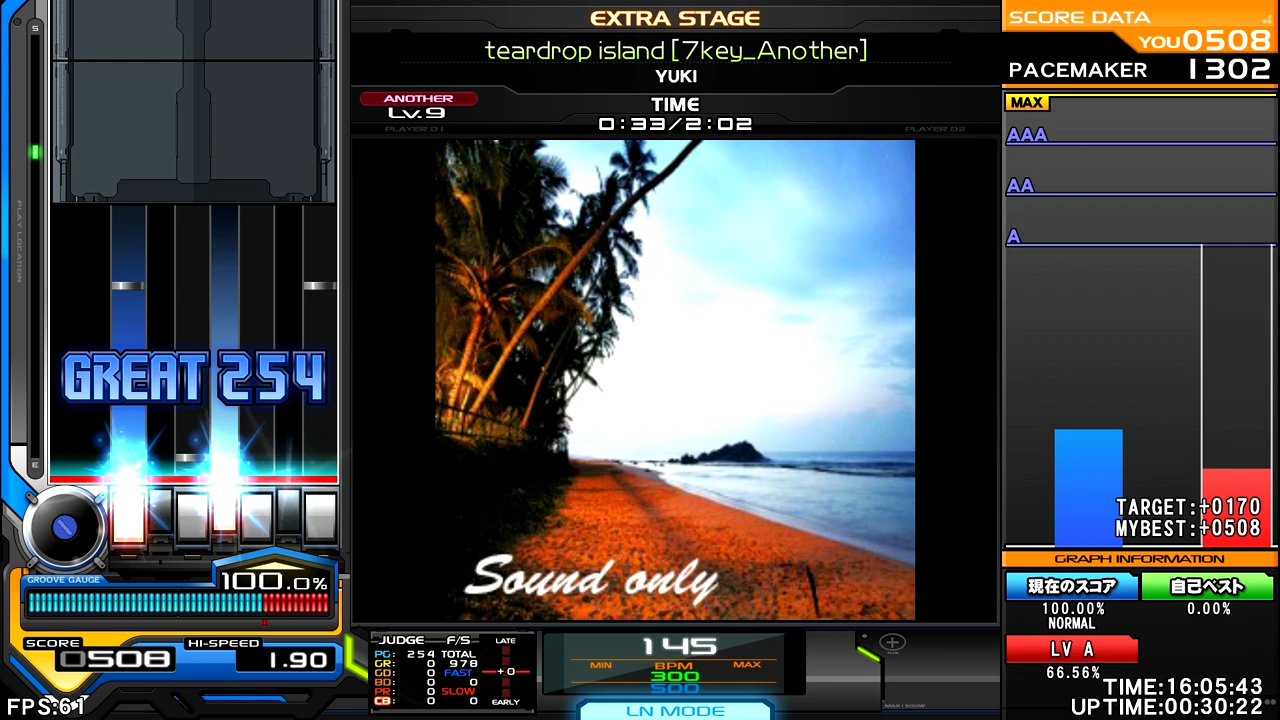 EXTRA STAGE
teardrop island [7key_Another]
YUKI
ANOTHER
Lv.9
TIME
0:33/2:02
PLAYER 01
PLAYER 02
SCORE DATA
YOU 0508
PACEMAKER 1302
MAX
AAA
AA
A
S
PLAY LOCATION
E
GREAT 254
Sound only
TARGET:+0170
MYBEST:+0508
GRAPH INFORMATION
現在のスコア 自己ベスト
100.00% 0.00%
NORMAL
LV A
66.56%
TIME:16:05:43
UPTIME:00:30:22
GROOVE GAUGE
100.0%
SCORE 0508
HI-SPEED 1.90
FPS:61
JUDGE F/S LATE
PG: 254 TOTAL
GR: 0 978
GD: 0 FAST
BD: 0 0
PR: 0 SLOW
CB: 0 0
+0
EARLY
145
MIN BPM MAX
300
500
LN MODE